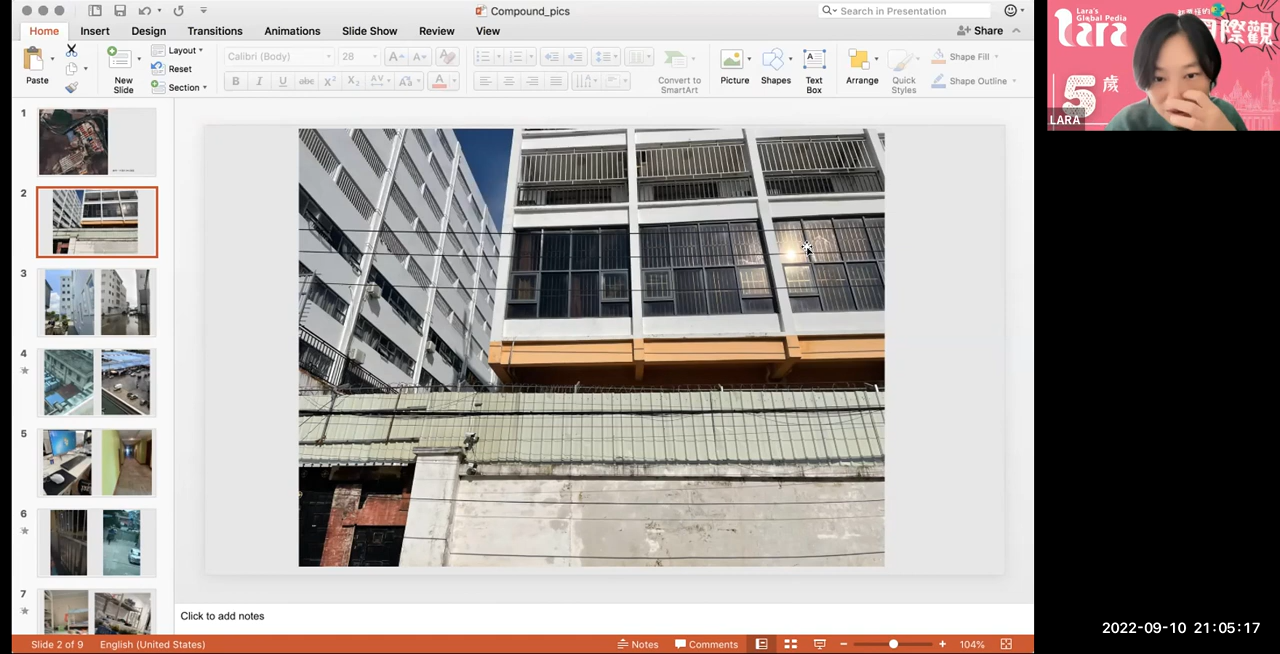 Compound_pics
Search in Presentation
Home
Insert
Design
Transitions
Animations
Slide Show
Review
View
Share
Paste
New
Slide
Layout
Reset
Section
Calibri (Body)
28
Convert to
SmartArt
Picture
Shapes
Text
Box
Arrange
Quick
Styles
Shape Fill
Shape Outline
1
2
3
4
5
6
7
Click to add notes
Slide 2 of 9
English (United States)
Notes
Comments
104%
Lara's
Global Pedia
lara
國際觀
5歲
LARA
2022-09-10 21:05:17